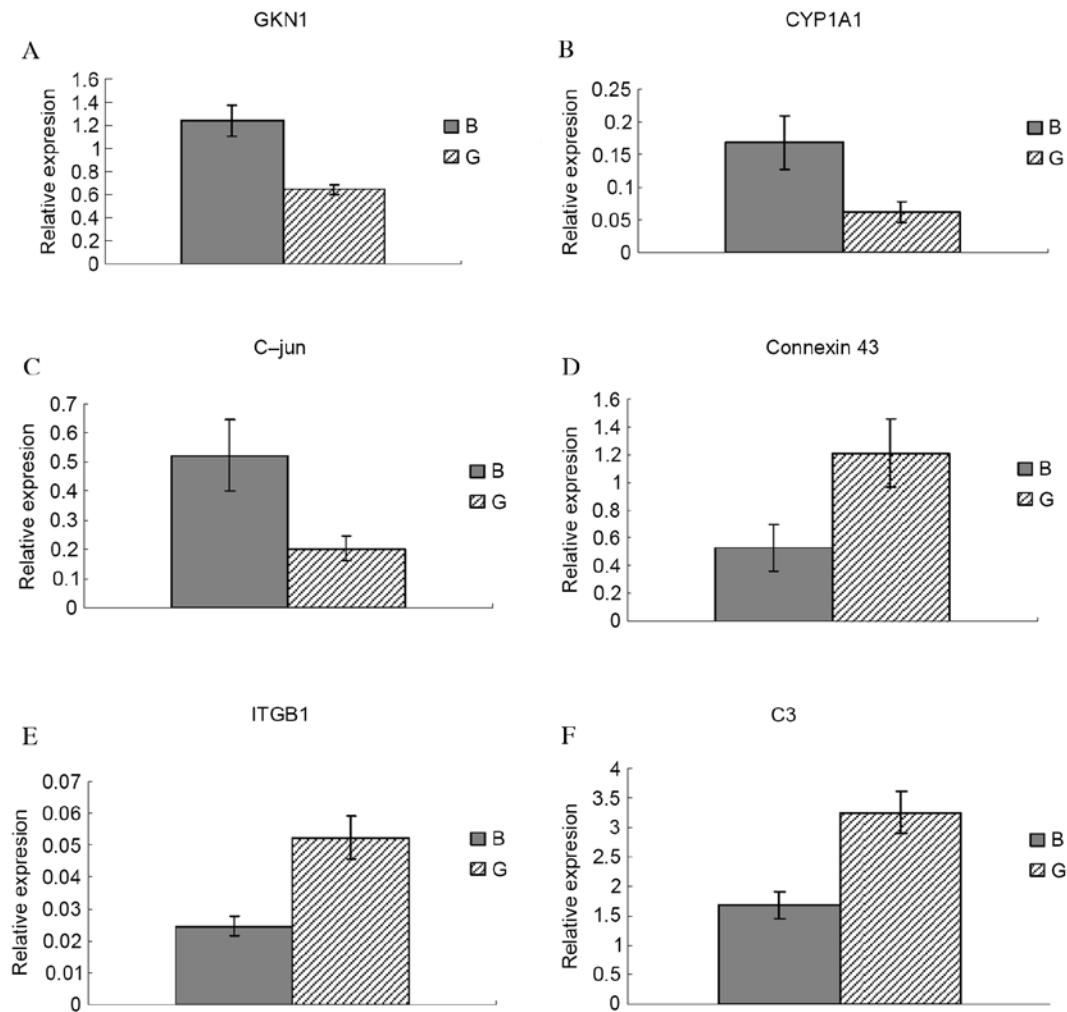 GKN1
A
Relative expresion
1.6
1.4
1.2
1
0.8
0.6
0.4
0.2
0
B
G
CYP1A1
B
Relative expresion
0.25
0.2
0.15
0.1
0.05
0
B
G
C–jun
C
Relative expresion
0.7
0.6
0.5
0.4
0.3
0.2
0.1
0
B
G
Connexin 43
D
Relative expresion
1.6
1.4
1.2
1
0.8
0.6
0.4
0.2
0
B
G
ITGB1
E
Relative expresion
0.07
0.06
0.05
0.04
0.03
0.02
0.01
0
B
G
C3
F
Relative expresion
4
3.5
3
2.5
2
1.5
1
0.5
0
B
G